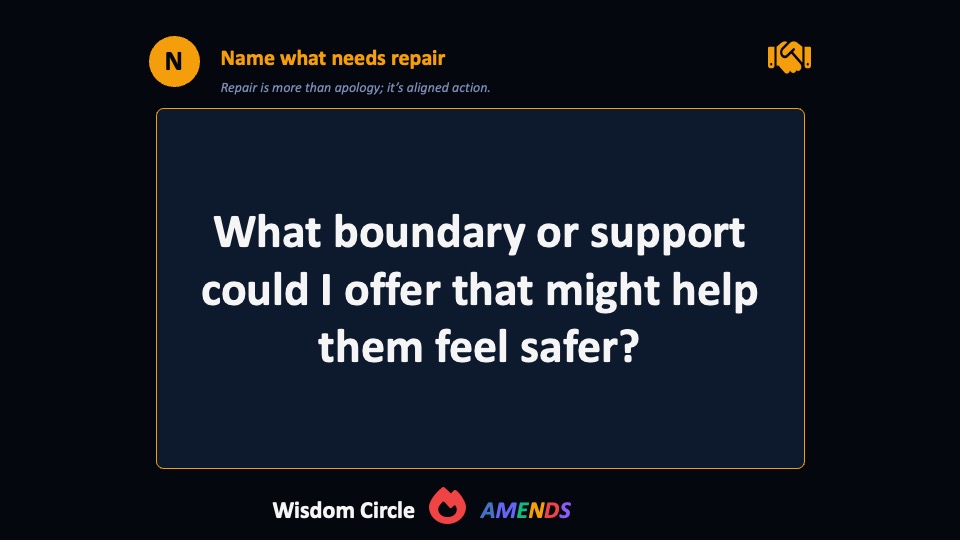 N
Name what needs repair
Repair is more than apology; it’s aligned action.
What boundary or support
could I offer that might help
them feel safer?
Wisdom Circle
AMENDS